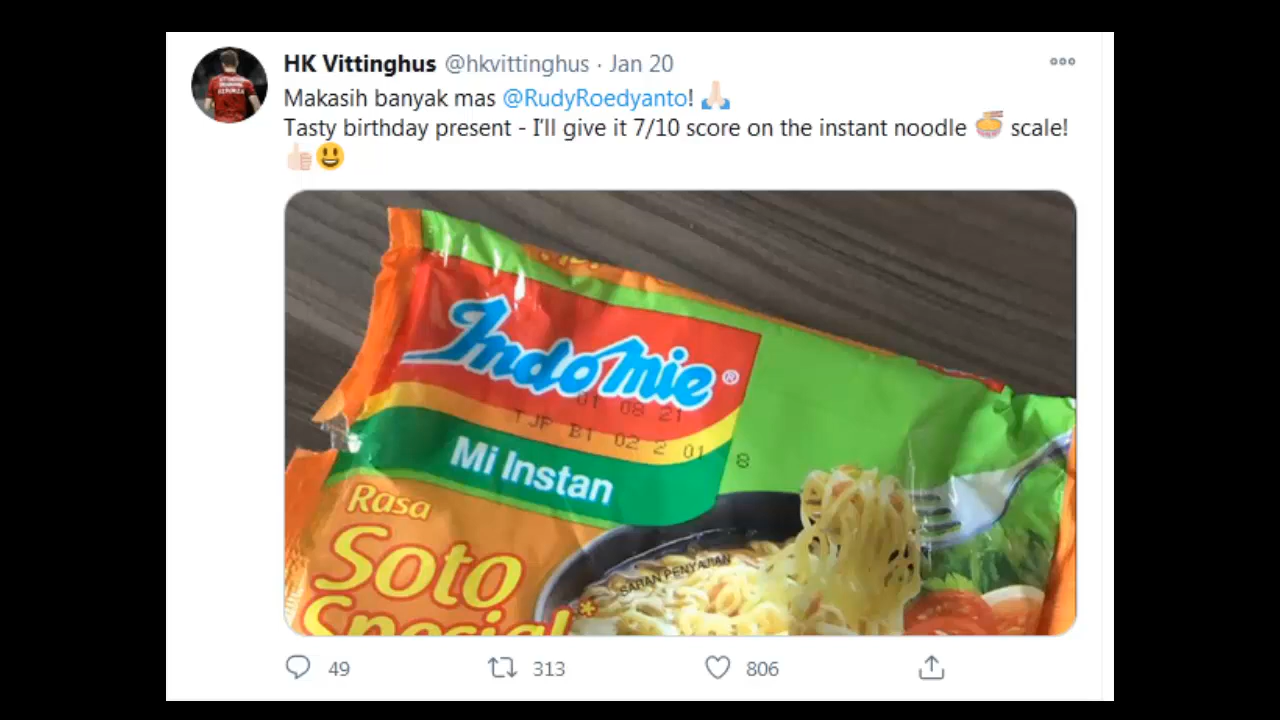 HK Vittinghus @hkvittinghus · Jan 20
Makasih banyak mas @RudyRoedyanto! 🙏🏻
Tasty birthday present - I'll give it 7/10 score on the instant noodle 🍜 scale!
👍🏻😃
Indomie®
01 08 21
TJP B1 02 2 01 8
Mi Instan
Rasa
Soto
Spesial*
SARAN PENYAJIAN
49 313 806